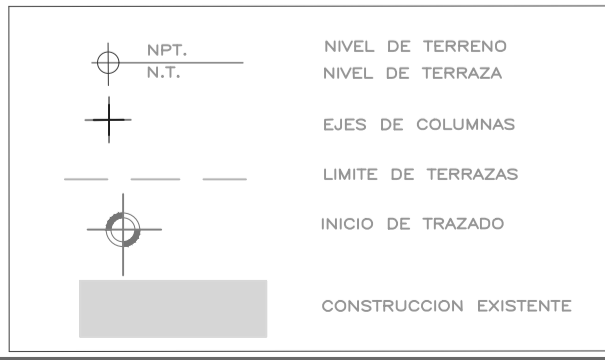 NPT. NIVEL DE TERRENO
N.T. NIVEL DE TERRAZA
EJES DE COLUMNAS
LIMITE DE TERRAZAS
INICIO DE TRAZADO
CONSTRUCCION EXISTENTE